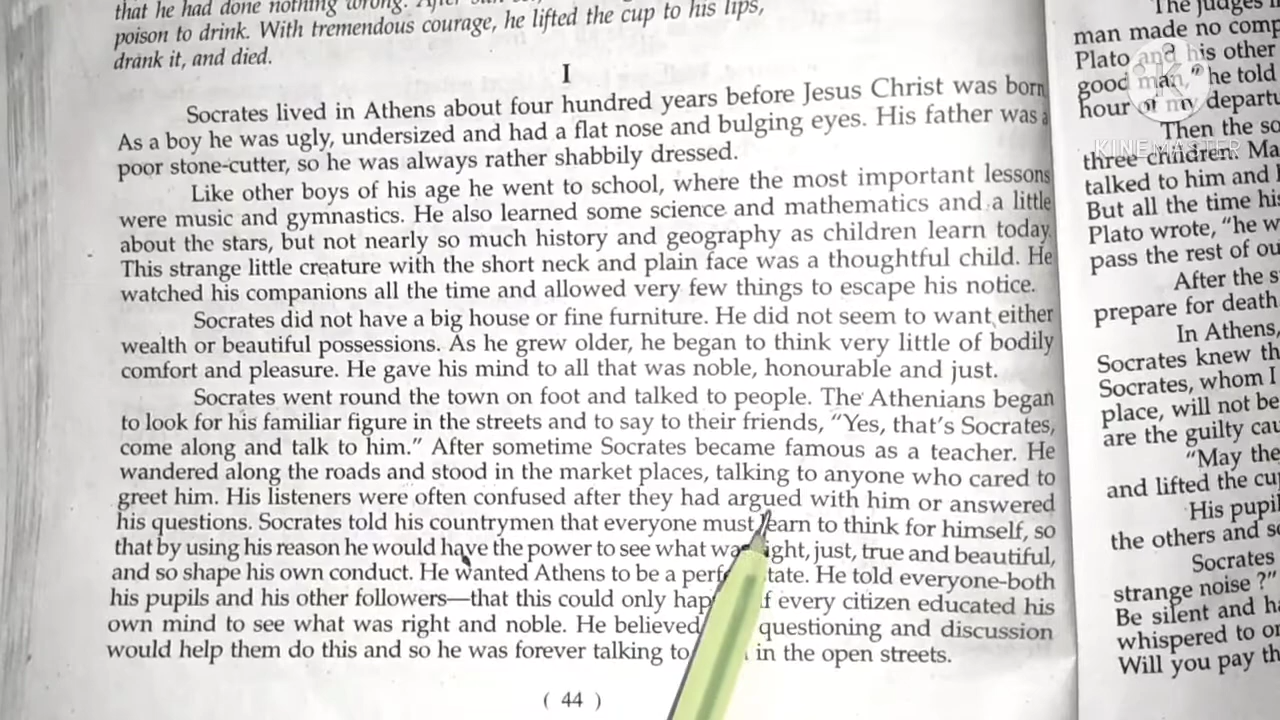 that he had done nothing wrong.
poison to drink. With tremendous courage, he lifted the cup to his lips,
drank it, and died.
I
Socrates lived in Athens about four hundred years before Jesus Christ was born
As a boy he was ugly, undersized and had a flat nose and bulging eyes. His father was a
poor stone-cutter, so he was always rather shabbily dressed.
Like other boys of his age he went to school, where the most important lessons
were music and gymnastics. He also learned some science and mathematics and a little
about the stars, but not nearly so much history and geography as children learn today.
This strange little creature with the short neck and plain face was a thoughtful child. He
watched his companions all the time and allowed very few things to escape his notice.
Socrates did not have a big house or fine furniture. He did not seem to want either
wealth or beautiful possessions. As he grew older, he began to think very little of bodily
comfort and pleasure. He gave his mind to all that was noble, honourable and just.
Socrates went round the town on foot and talked to people. The Athenians began
to look for his familiar figure in the streets and to say to their friends, "Yes, that's Socrates,
come along and talk to him." After sometime Socrates became famous as a teacher. He
wandered along the roads and stood in the market places, talking to anyone who cared to
greet him. His listeners were often confused after they had argued with him or answered
his questions. Socrates told his countrymen that everyone must learn to think for himself, so
that by using his reason he would have the power to see what was right, just, true and beautiful,
and so shape his own conduct. He wanted Athens to be a perfect state. He told everyone-both
his pupils and his other followers—that this could only happen if every citizen educated his
own mind to see what was right and noble. He believed questioning and discussion
would help them do this and so he was forever talking to in the open streets.
( 44 )
The judges
man made no
Plato and his other
good man," he told
hour of my
Then the
three children.
talked to him and
But all the time
Plato wrote, "he
pass the rest of
After the
prepare for death
In Athens,
Socrates knew
Socrates, whom I
place, will not be
are the guilty
"May the
and lifted the
His
the others and
Socrates
strange noise ?"
Be silent and
whispered to
Will you pay
K
KINEMASTER